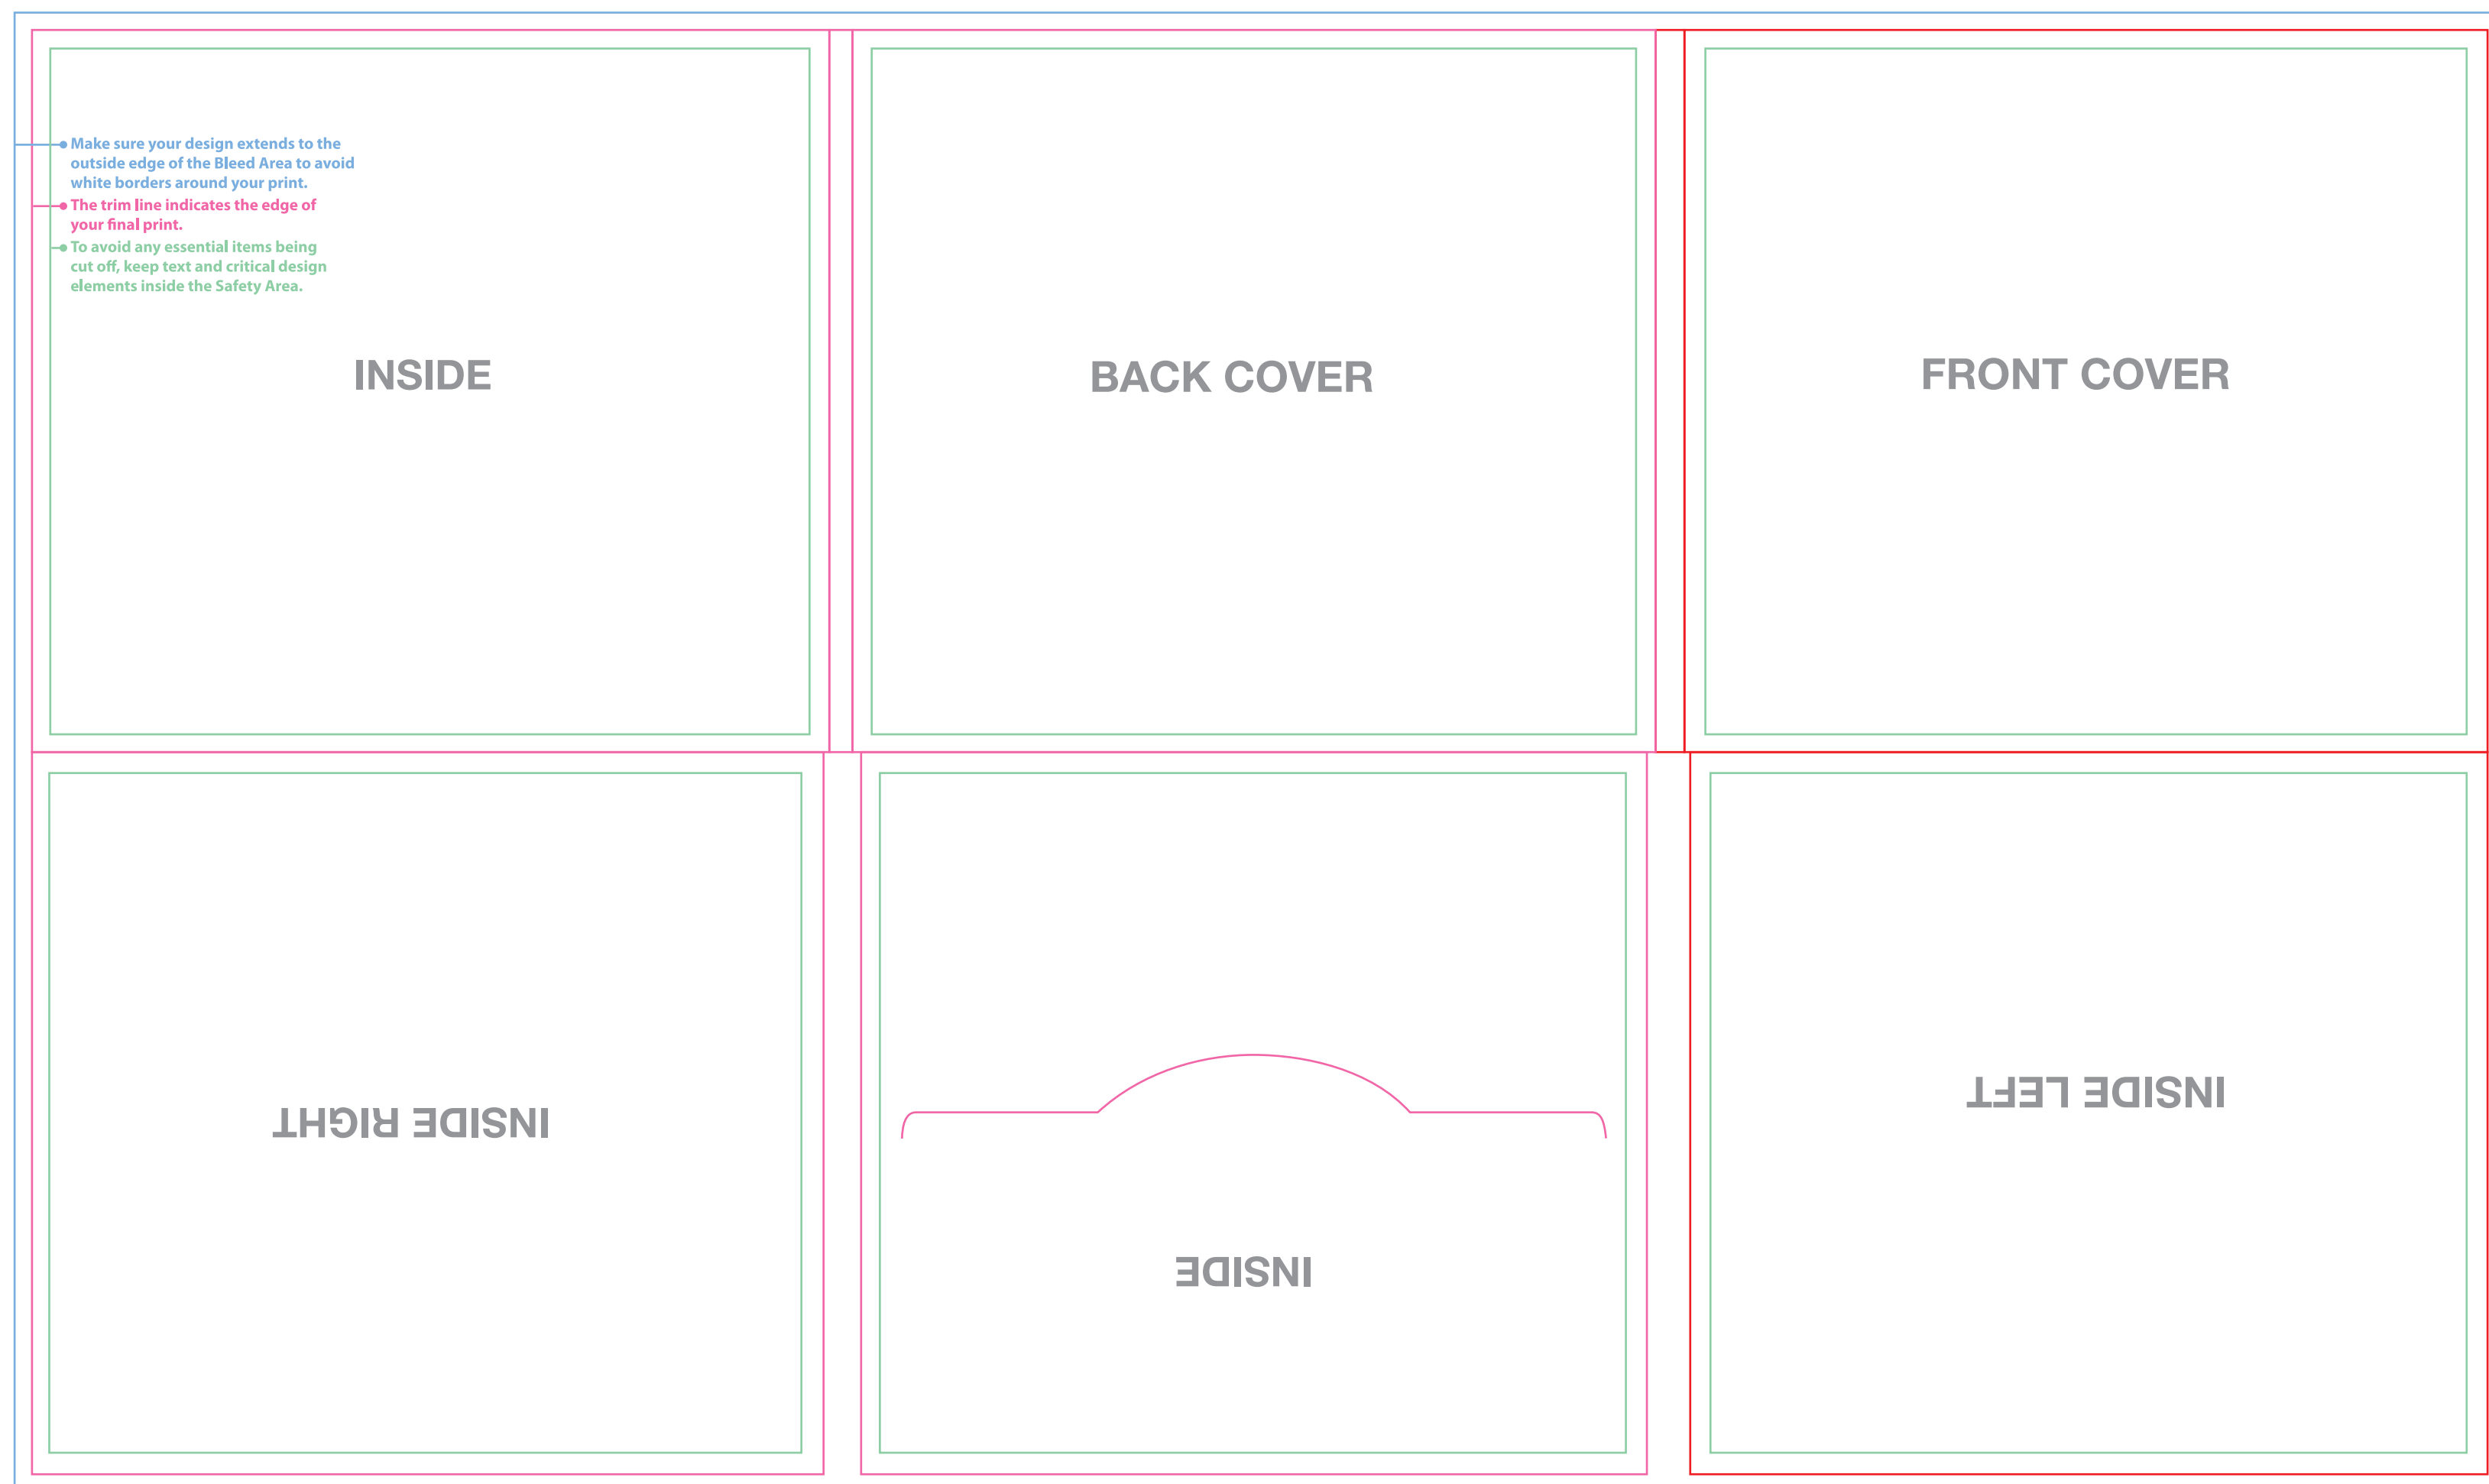 Make sure your design extends to the
outside edge of the Bleed Area to avoid
white borders around your print.
The trim line indicates the edge of
your final print.
To avoid any essential items being
cut off, keep text and critical design
elements inside the Safety Area.
INSIDE
BACK COVER
FRONT COVER
INSIDE RIGHT
INSIDE
INSIDE LEFT